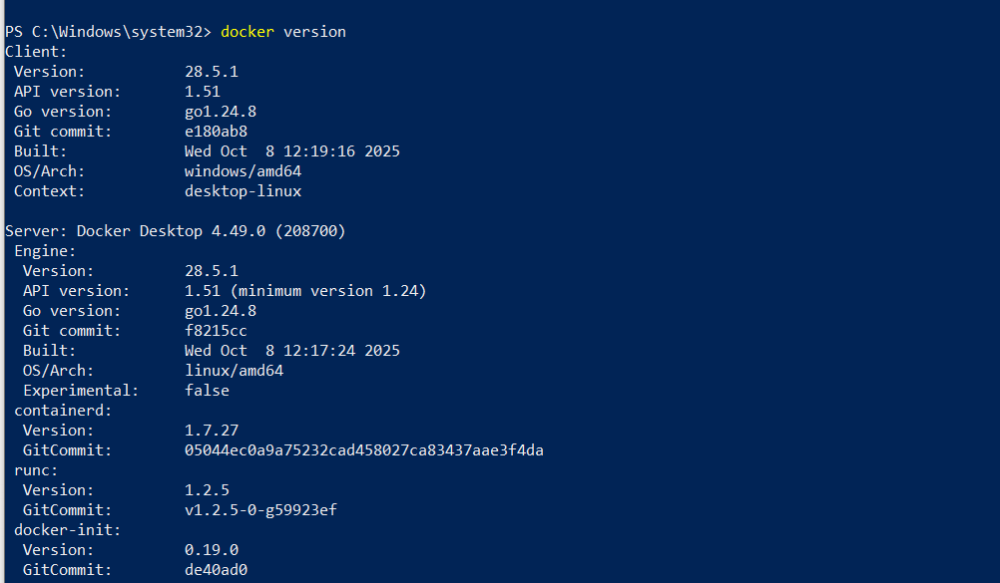 PS C:\Windows\system32> docker version
Client:
 Version:           28.5.1
 API version:       1.51
 Go version:        go1.24.8
 Git commit:        e180ab8
 Built:             Wed Oct  8 12:19:16 2025
 OS/Arch:           windows/amd64
 Context:           desktop-linux

Server: Docker Desktop 4.49.0 (208700)
 Engine:
  Version:          28.5.1
  API version:      1.51 (minimum version 1.24)
  Go version:       go1.24.8
  Git commit:       f8215cc
  Built:            Wed Oct  8 12:17:24 2025
  OS/Arch:          linux/amd64
  Experimental:     false
 containerd:
  Version:          1.7.27
  GitCommit:        05044ec0a9a75232cad458027ca83437aae3f4da
 runc:
  Version:          1.2.5
  GitCommit:        v1.2.5-0-g59923ef
 docker-init:
  Version:          0.19.0
  GitCommit:        de40ad0